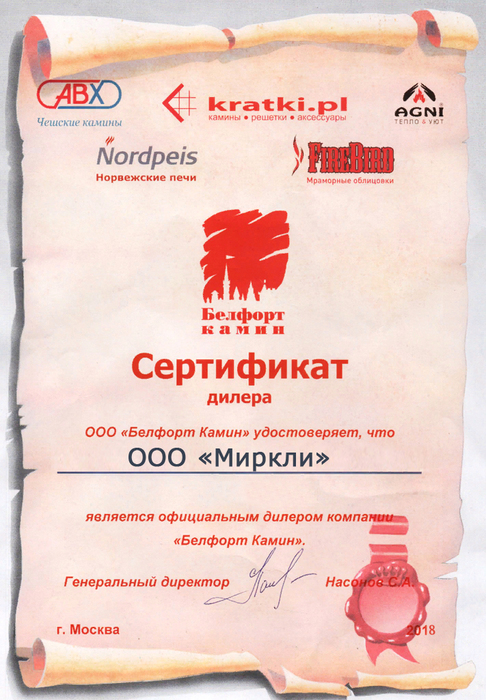 ABX
Чешские камины
kratki.pl
камины • решетки • аксессуары
AGNI
ТЕПЛО & УЮТ
Nordpeis
Норвежские печи
FIREBIRD
Мраморные облицовки
Белфорт
камин
Сертификат
дилера
ООО «Белфорт Камин» удостоверяет, что
ООО «Миркли»
является официальным дилером компании
«Белфорт Камин».
Генеральный директор
Насонов С.А.
г. Москва
2018